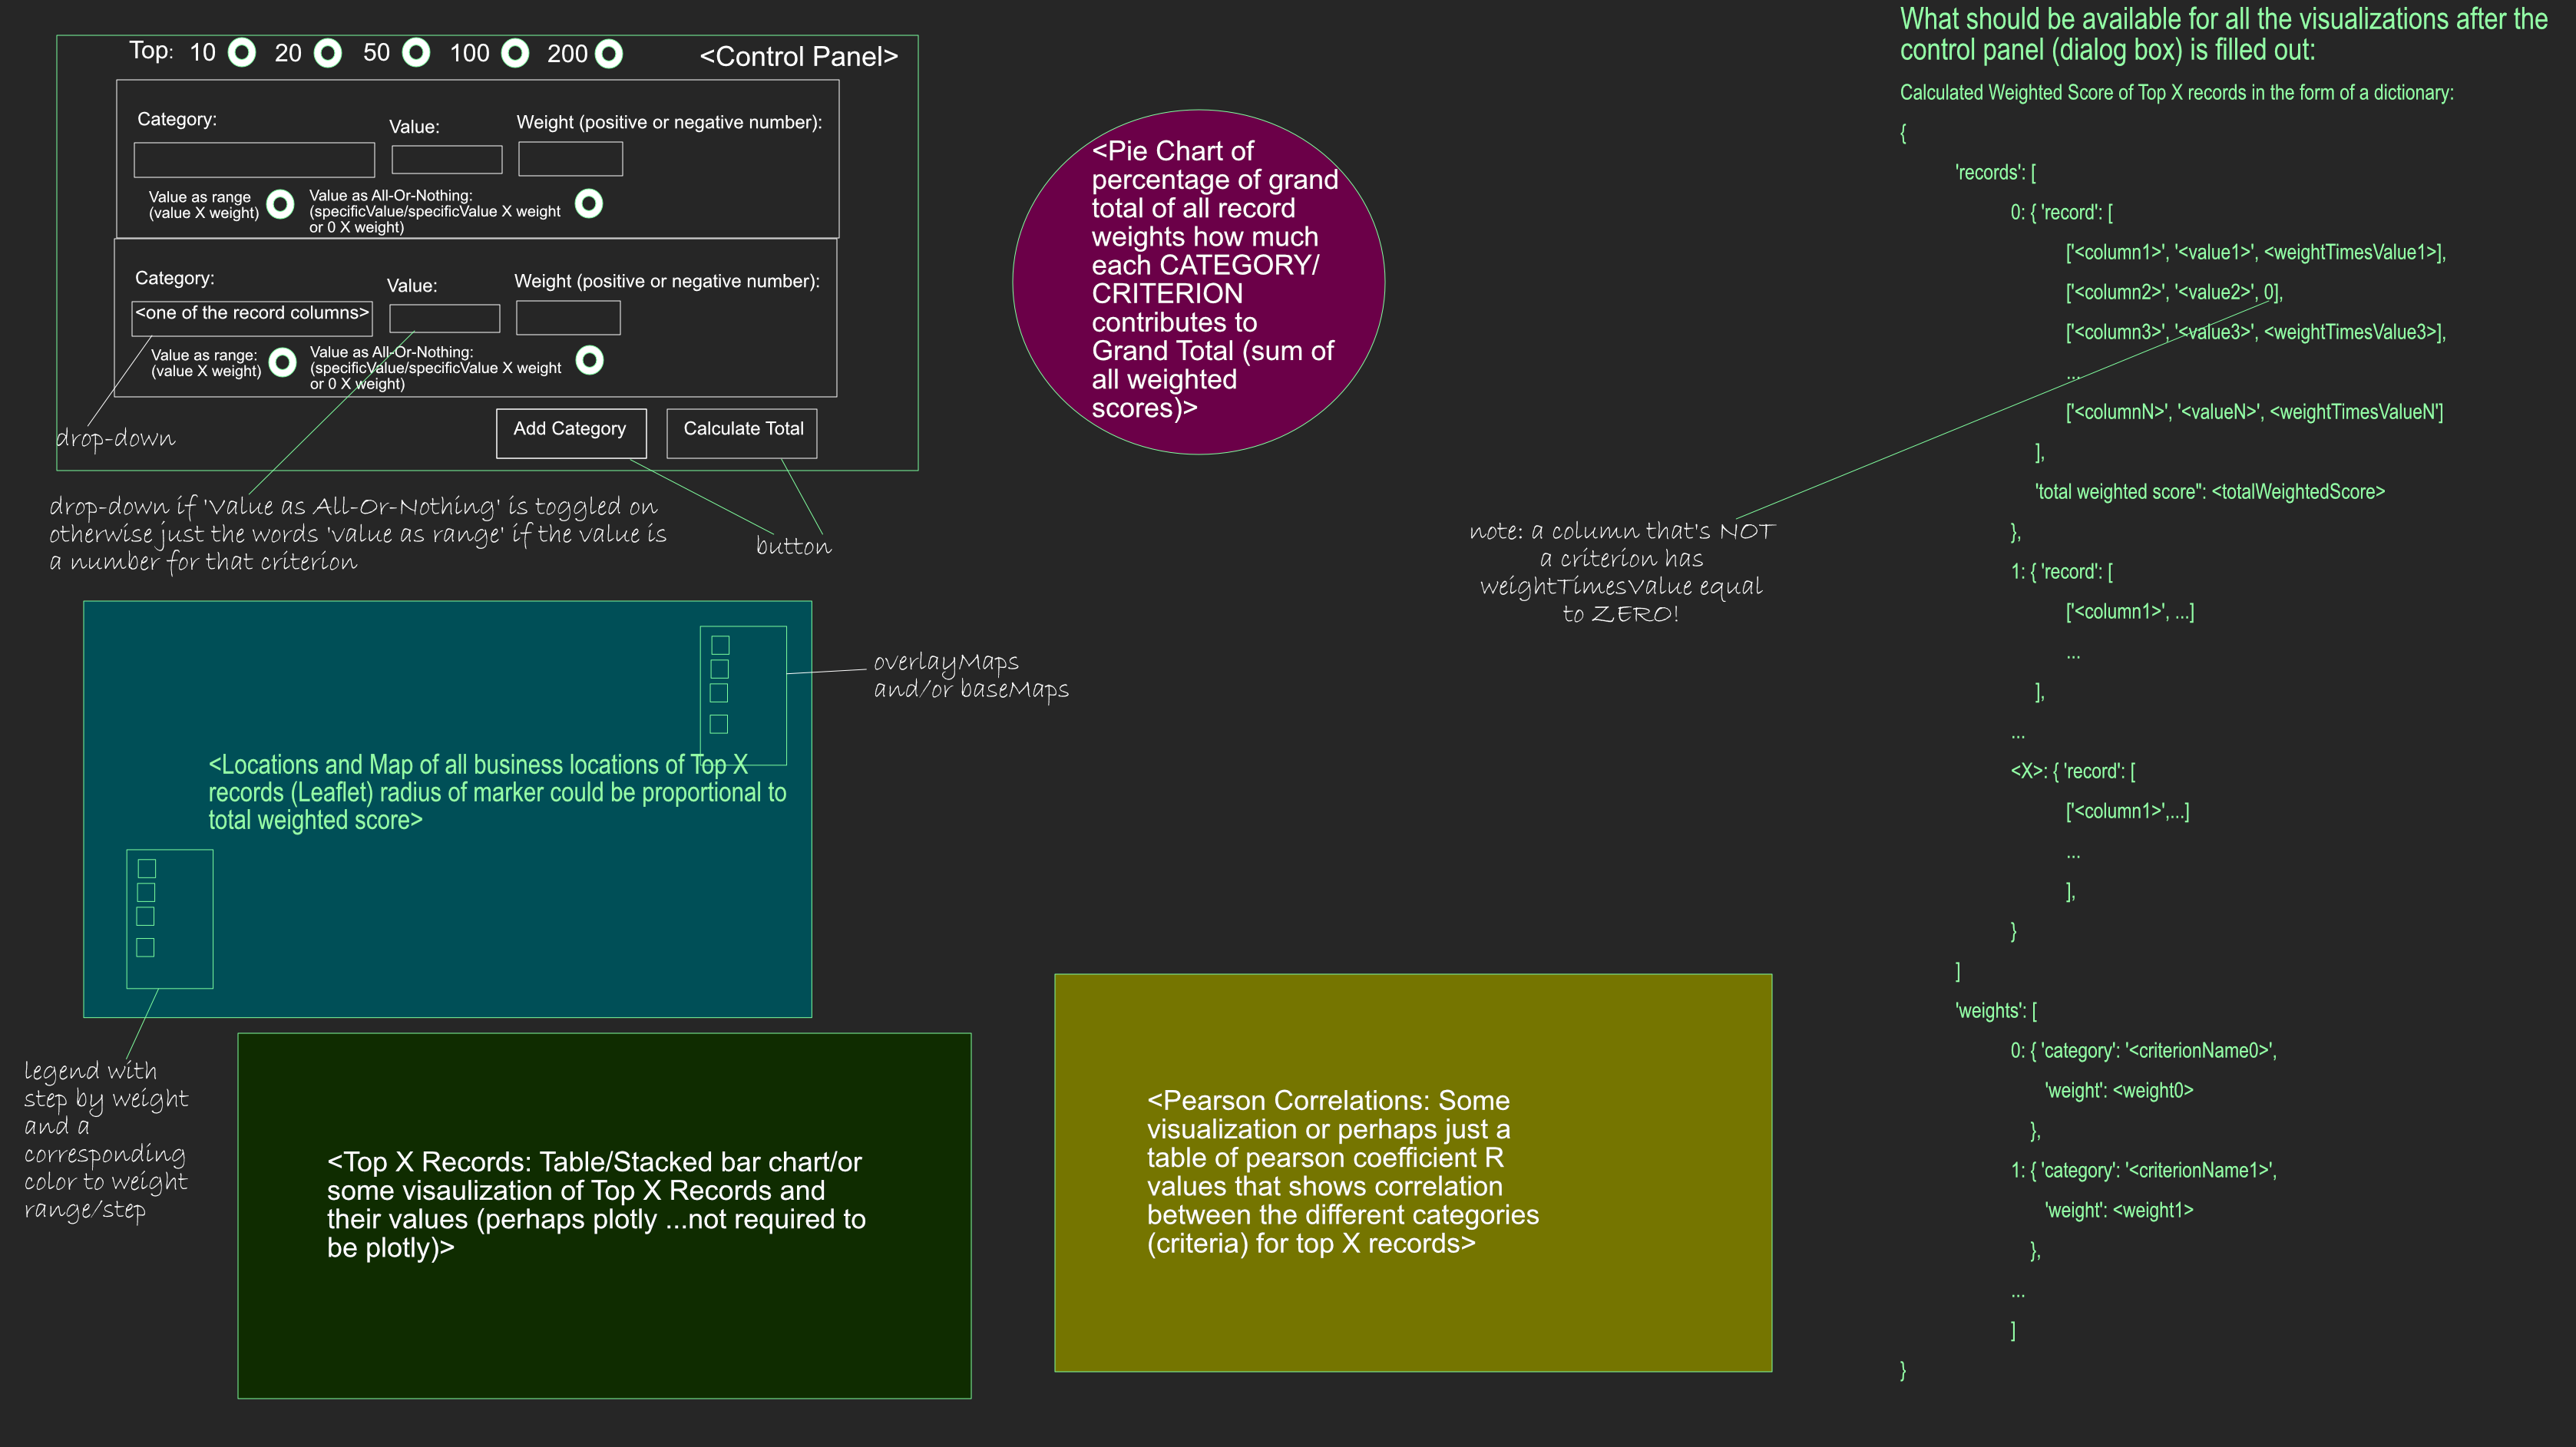 Top: 10 20 50 100 200 <Control Panel>
Category: Value: Weight (positive or negative number):
Value as range
(value X weight)
Value as All-Or-Nothing:
(specificValue/specificValue X weight
or 0 X weight)
Category: Value: Weight (positive or negative number):
<one of the record columns>
Value as range:
(value X weight)
Value as All-Or-Nothing:
(specificValue/specificValue X weight
or 0 X weight)
Add Category
Calculate Total
drop-down
drop-down if 'Value as All-Or-Nothing' is toggled on
otherwise just the words 'value as range' if the value is
a number for that criterion
button
<Pie Chart of
percentage of grand
total of all record
weights how much
each CATEGORY/
CRITERION
contributes to
Grand Total (sum of
all weighted
scores)>
note: a column that's NOT
a criterion has
weightTimesValue equal
to ZERO!
overlayMaps
and/or baseMaps
<Locations and Map of all business locations of Top X
records (Leaflet) radius of marker could be proportional to
total weighted score>
legend with
step by weight
and a
corresponding
color to weight
range/step
<Top X Records: Table/Stacked bar chart/or
some visaulization of Top X Records and
their values (perhaps plotly ...not required to
be plotly)>
<Pearson Correlations: Some
visualization or perhaps just a
table of pearson coefficient R
values that shows correlation
between the different categories
(criteria) for top X records>
What should be available for all the visualizations after the
control panel (dialog box) is filled out:
Calculated Weighted Score of Top X records in the form of a dictionary:
{
'records': [
0: { 'record': [
['<column1>', '<value1>', <weightTimesValue1>],
['<column2>', '<value2>', 0],
['<column3>', '<value3>', <weightTimesValue3>],
...
['<columnN>', '<valueN>', <weightTimesValueN']
],
'total weighted score": <totalWeightedScore>
},
1: { 'record': [
['<column1>', ...]
...
],
...
<X>: { 'record': [
['<column1>',...]
...
],
}
]
'weights': [
0: { 'category': '<criterionName0>',
'weight': <weight0>
},
1: { 'category': '<criterionName1>',
'weight': <weight1>
},
...
]
}